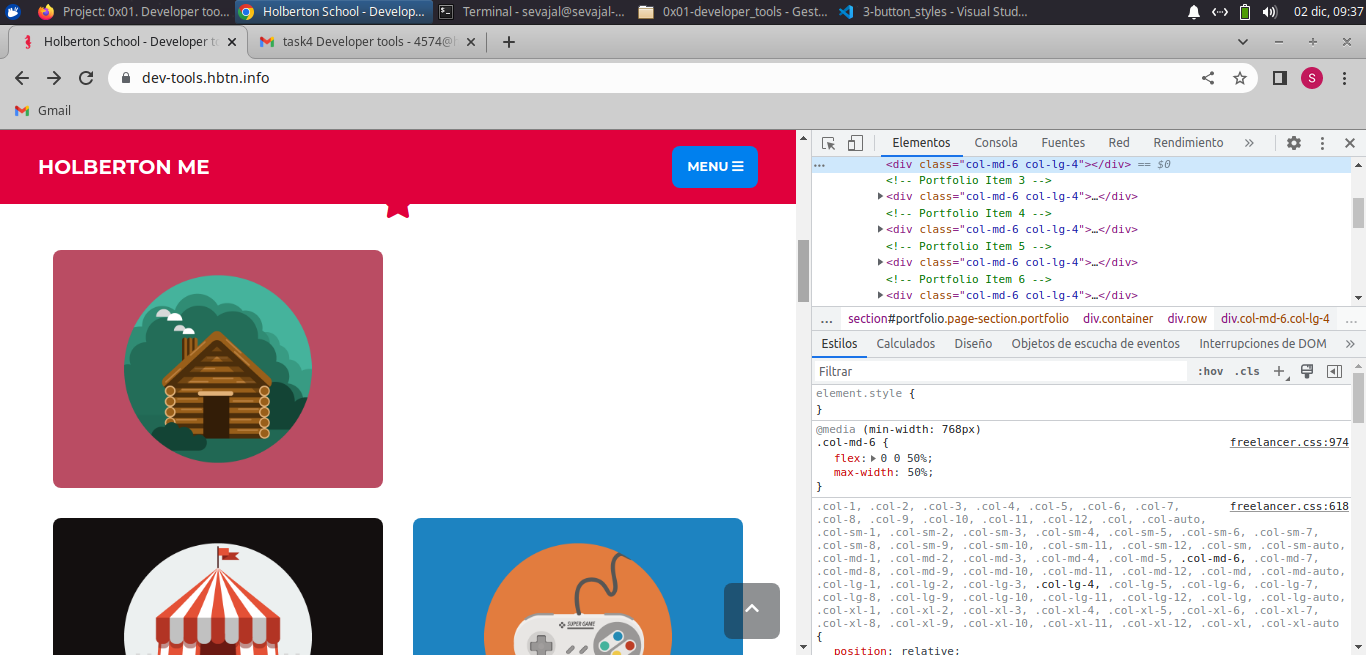 Project: 0x01. Developer too...
Holberton School - Develop...
Terminal - sevajal@sevajal-...
0x01-developer_tools - Gest...
3-button_styles - Visual Stud...
02 dic, 09:37
Holberton School - Developer to
task4 Developer tools - 4574@h
dev-tools.hbtn.info
S
Gmail
HOLBERTON ME
MENU
SUPER GAME
Elementos
Consola
Fuentes
Red
Rendimiento
»
... <div class="col-md-6 col-lg-4"></div> == $0
<!-- Portfolio Item 3 -->
<div class="col-md-6 col-lg-4">…</div>
<!-- Portfolio Item 4 -->
<div class="col-md-6 col-lg-4">…</div>
<!-- Portfolio Item 5 -->
<div class="col-md-6 col-lg-4">…</div>
<!-- Portfolio Item 6 -->
<div class="col-md-6 col-lg-4">…</div>
... section#portfolio.page-section.portfolio div.container div.row div.col-md-6.col-lg-4 ...
Estilos Calculados Diseño Objetos de escucha de eventos Interrupciones de DOM »
Filtrar :hov .cls
element.style {
}
@media (min-width: 768px)
.col-md-6 { freelancer.css:974
flex: 0 0 50%;
max-width: 50%;
}
.col-1, .col-2, .col-3, .col-4, .col-5, .col-6, .col-7, freelancer.css:618
.col-8, .col-9, .col-10, .col-11, .col-12, .col, .col-auto,
.col-sm-1, .col-sm-2, .col-sm-3, .col-sm-4, .col-sm-5, .col-sm-6, .col-sm-7,
.col-sm-8, .col-sm-9, .col-sm-10, .col-sm-11, .col-sm-12, .col-sm, .col-sm-auto,
.col-md-1, .col-md-2, .col-md-3, .col-md-4, .col-md-5, .col-md-6, .col-md-7,
.col-md-8, .col-md-9, .col-md-10, .col-md-11, .col-md-12, .col-md, .col-md-auto,
.col-lg-1, .col-lg-2, .col-lg-3, .col-lg-4, .col-lg-5, .col-lg-6, .col-lg-7,
.col-lg-8, .col-lg-9, .col-lg-10, .col-lg-11, .col-lg-12, .col-lg, .col-lg-auto,
.col-xl-1, .col-xl-2, .col-xl-3, .col-xl-4, .col-xl-5, .col-xl-6, .col-xl-7,
.col-xl-8, .col-xl-9, .col-xl-10, .col-xl-11, .col-xl-12, .col-xl, .col-xl-auto
{
position: relative;